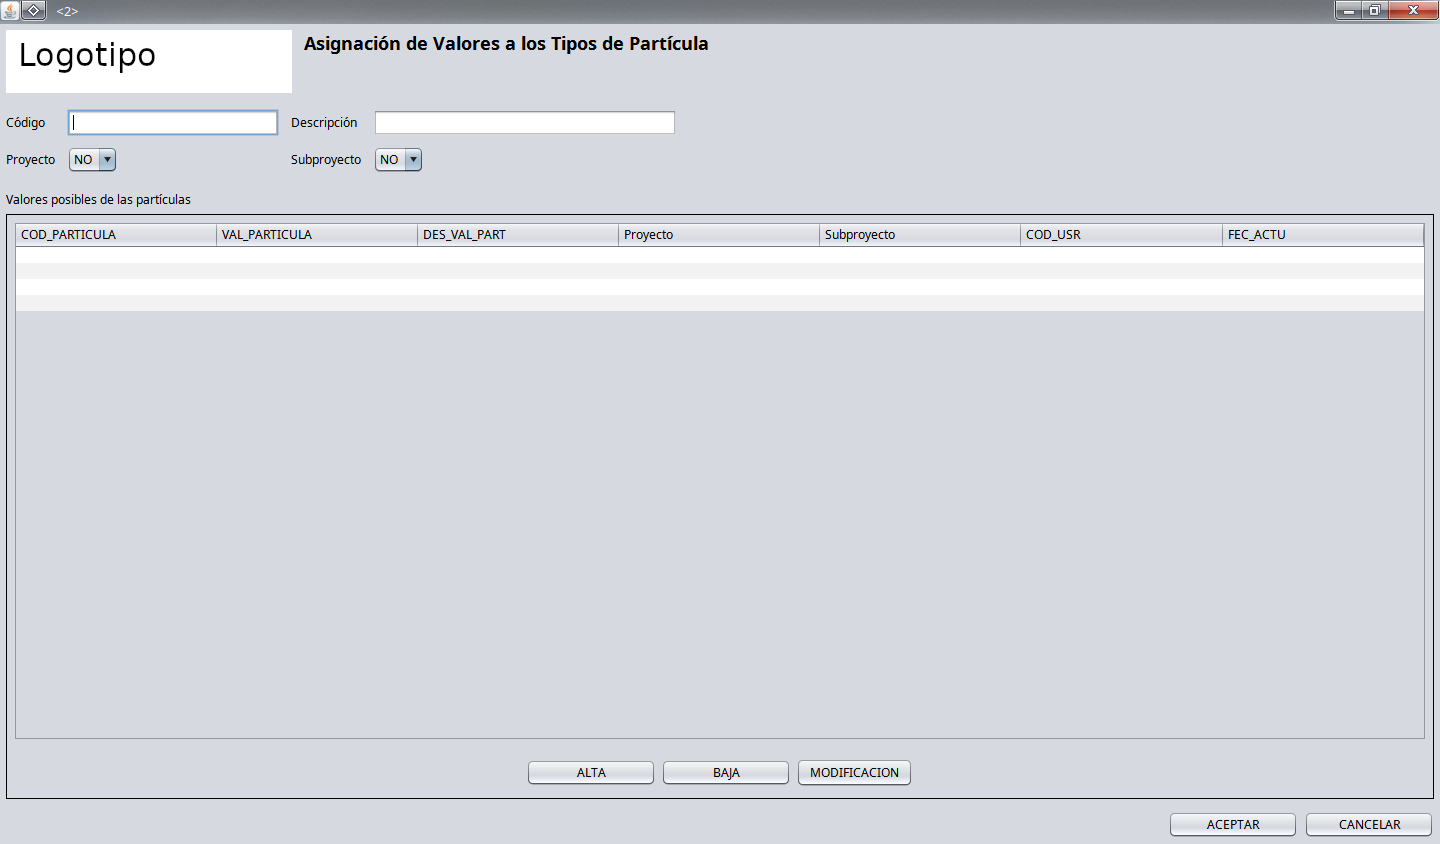 <2>
Logotipo
Asignación de Valores a los Tipos de Partícula
Código
Descripción
Proyecto NO
Subproyecto NO
Valores posibles de las partículas
COD_PARTICULA VAL_PARTICULA DES_VAL_PART Proyecto Subproyecto COD_USR FEC_ACTU
ALTA BAJA MODIFICACION
ACEPTAR CANCELAR